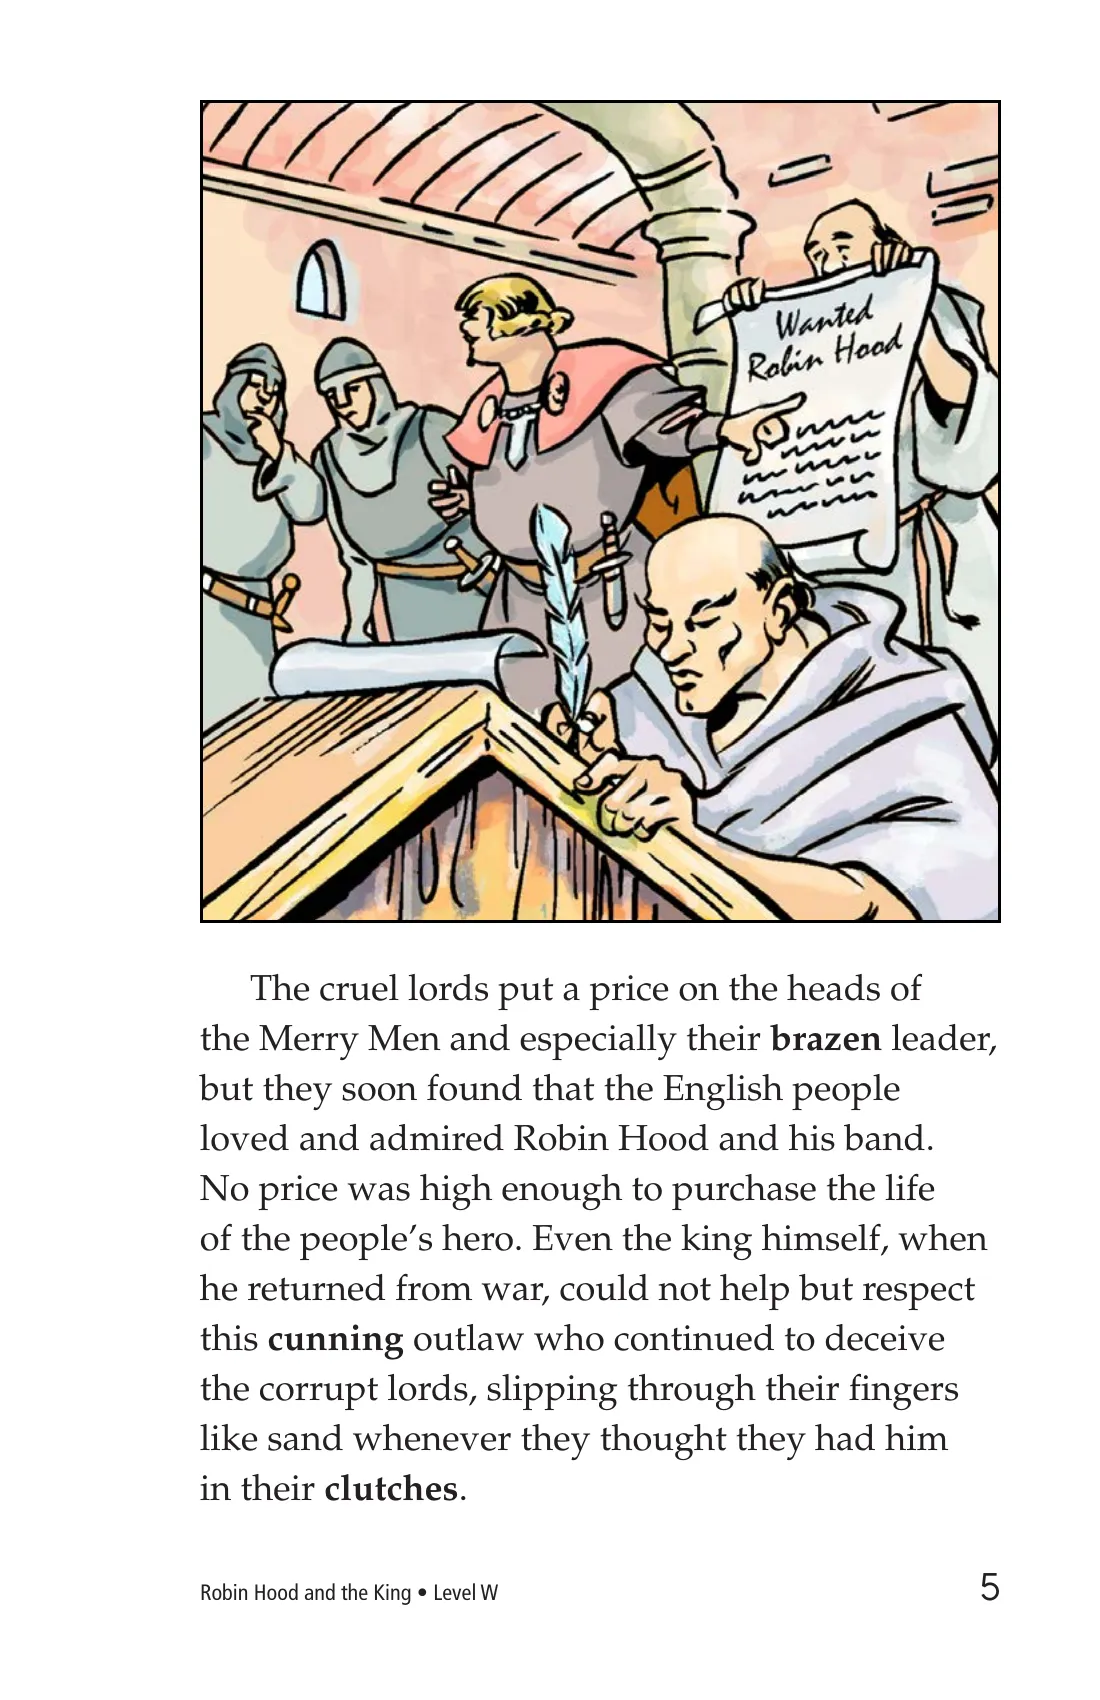 Wanted
Robin Hood
The cruel lords put a price on the heads of
the Merry Men and especially their brazen leader,
but they soon found that the English people
loved and admired Robin Hood and his band.
No price was high enough to purchase the life
of the people’s hero. Even the king himself, when
he returned from war, could not help but respect
this cunning outlaw who continued to deceive
the corrupt lords, slipping through their fingers
like sand whenever they thought they had him
in their clutches.
Robin Hood and the King • Level W 5